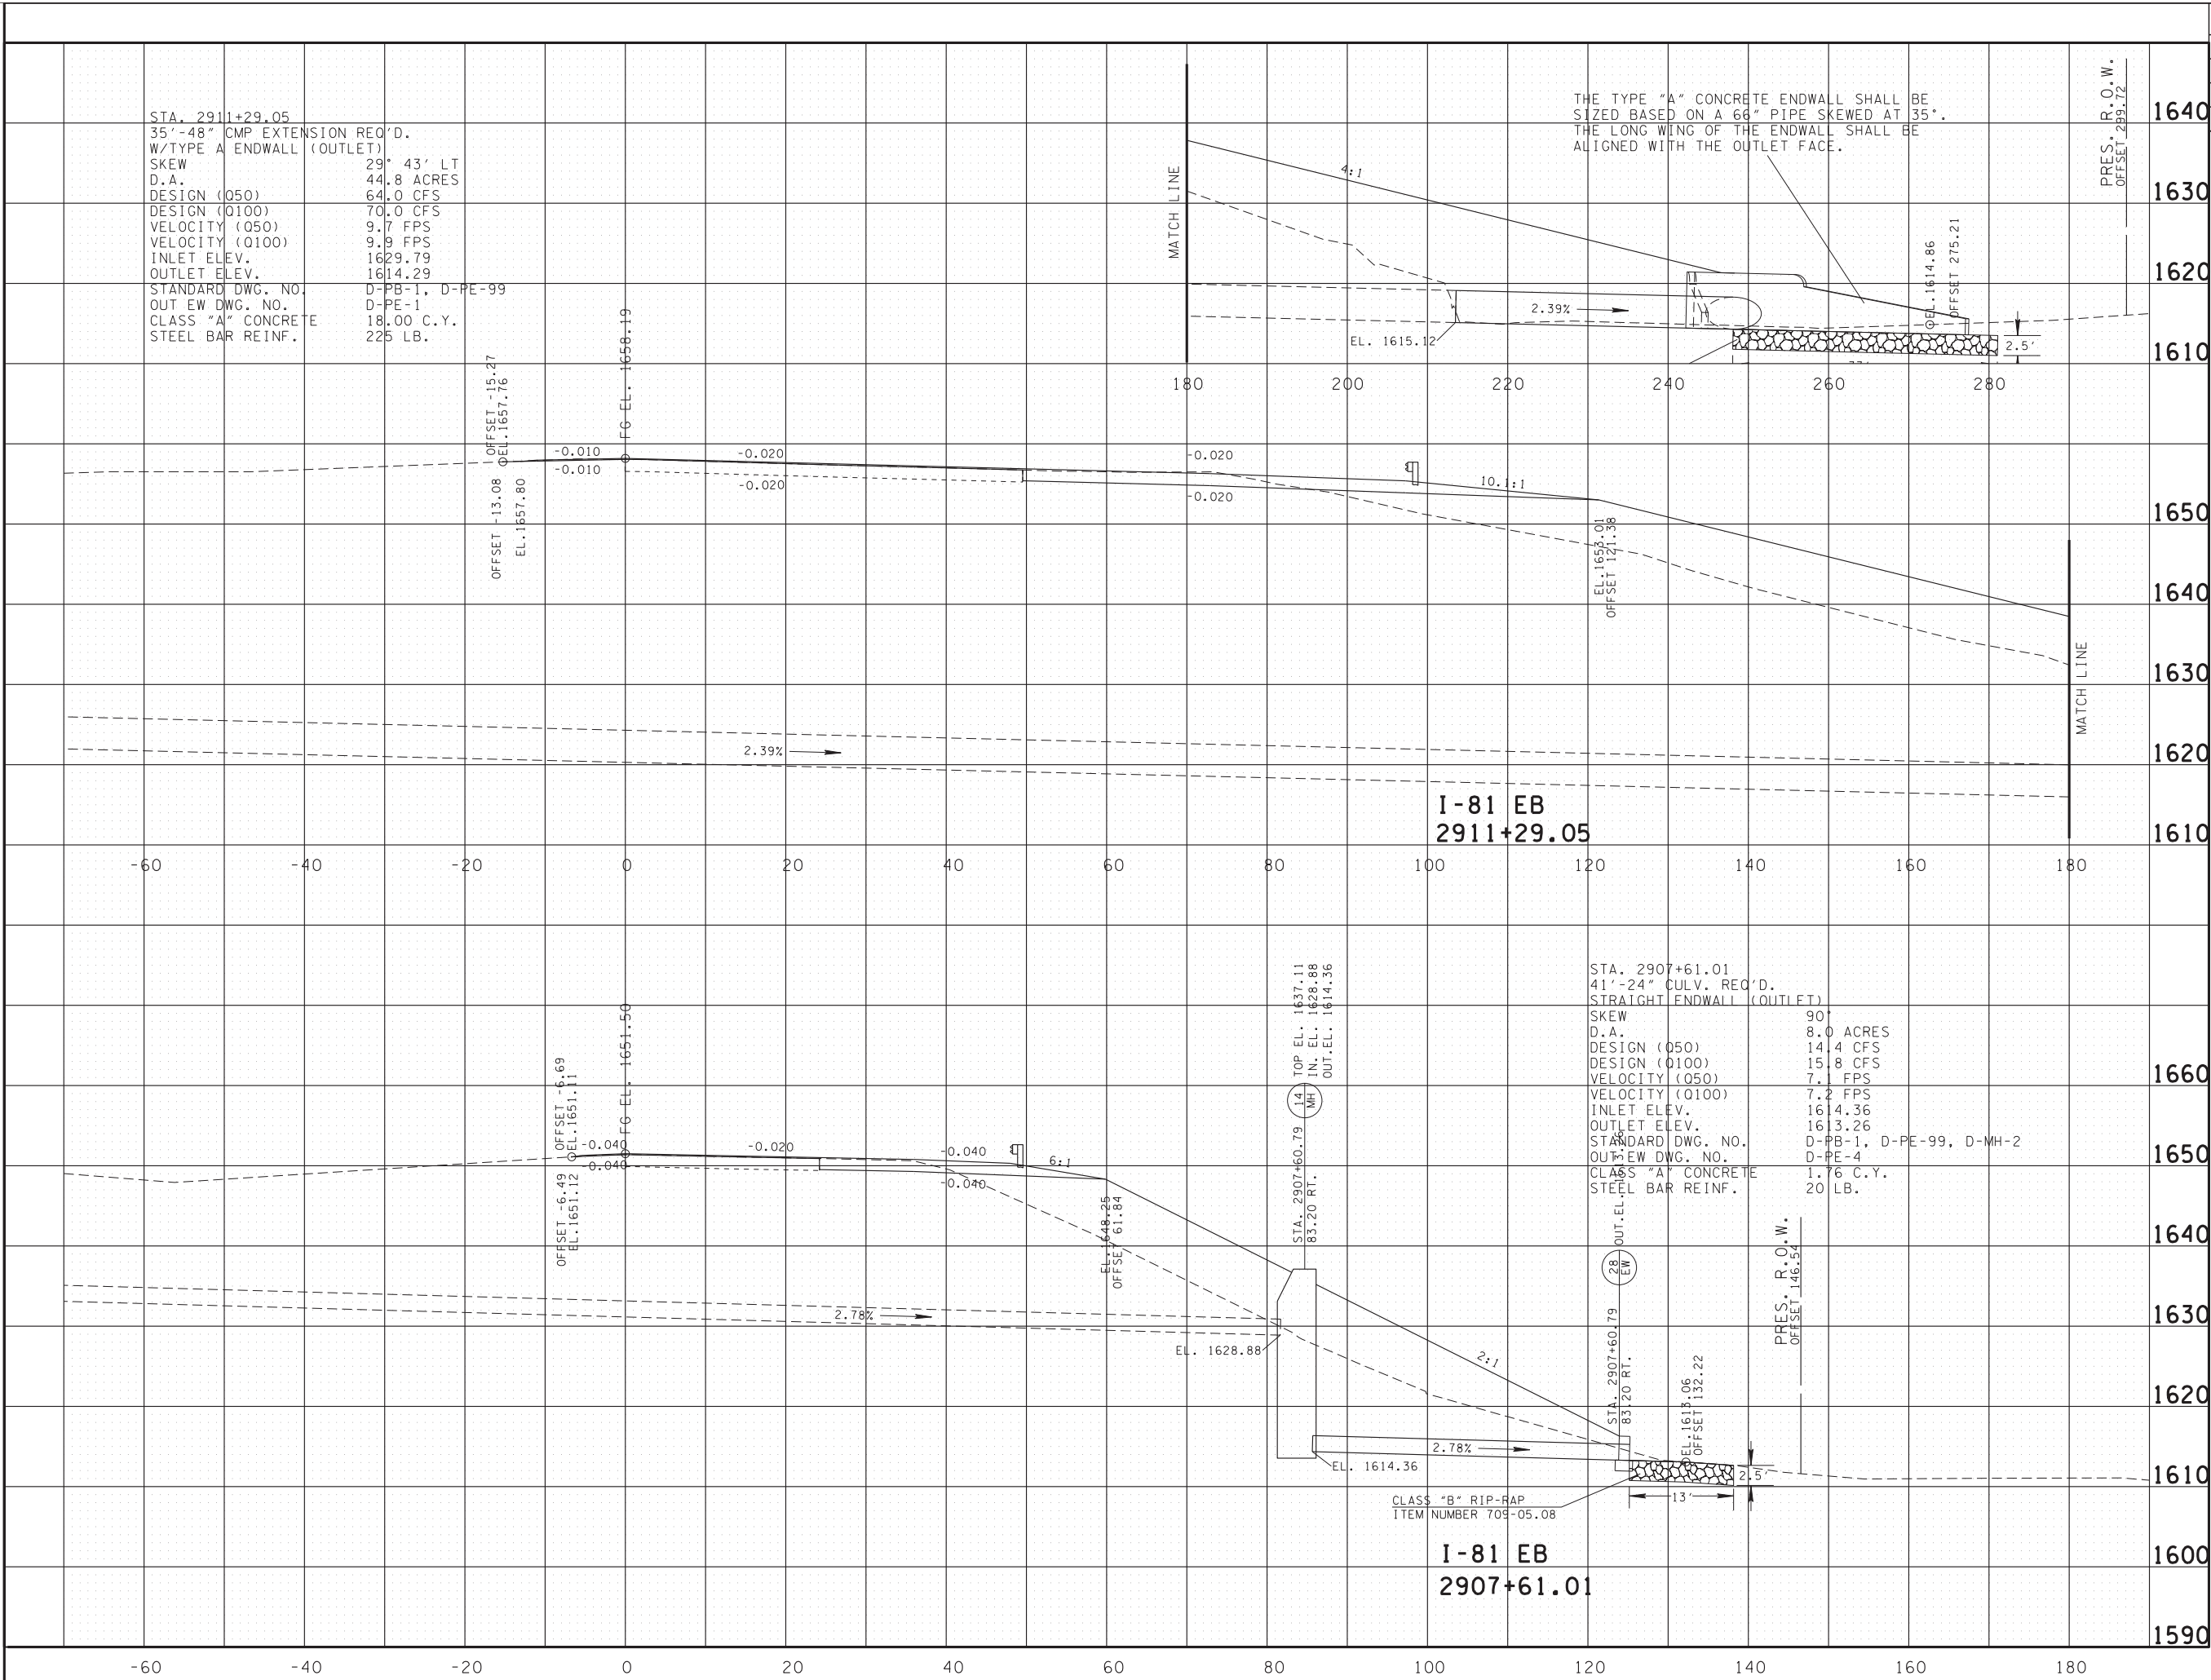 STA. 2911+29.05
35'-48" CMP EXTENSION REQ'D.
W/TYPE A ENDWALL (OUTLET)
SKEW 29° 43' LT
D.A. 44.8 ACRES
DESIGN (Q50) 64.0 CFS
DESIGN (Q100) 70.0 CFS
VELOCITY (Q50) 9.7 FPS
VELOCITY (Q100) 9.9 FPS
INLET ELEV. 1629.79
OUTLET ELEV. 1614.29
STANDARD DWG. NO. D-PB-1, D-PE-99
OUT EW DWG. NO. D-PE-1
CLASS "A" CONCRETE 18.00 C.Y.
STEEL BAR REINF. 225 LB.
THE TYPE "A" CONCRETE ENDWALL SHALL BE
SIZED BASED ON A 66" PIPE SKEWED AT 35°.
THE LONG WING OF THE ENDWALL SHALL BE
ALIGNED WITH THE OUTLET FACE.
PRES. R.O.W.
OFFSET 299.72
MATCH LINE
4:1
2.39%
EL. 1615.12
EL.1614.86
OFFSET 275.21
2.5'
1640
1630
1620
1610
180 200 220 240 260 280
OFFSET -15.27
EL.1657.76
FG EL. 1658.19
-0.010
-0.010
-0.020
-0.020
-0.020
-0.020
10.1:1
OFFSET -13.08
EL.1657.80
EL.1653.01
OFFSET 121.38
MATCH LINE
2.39%
1650
1640
1630
1620
1610
I-81 EB
2911+29.05
-60 -40 -20 0 20 40 60 80 100 120 140 160 180
STA. 2907+61.01
41'-24" CULV. REQ'D.
STRAIGHT ENDWALL (OUTLET)
SKEW 90°
D.A. 8.0 ACRES
DESIGN (Q50) 14.4 CFS
DESIGN (Q100) 15.8 CFS
VELOCITY (Q50) 7.1 FPS
VELOCITY (Q100) 7.2 FPS
INLET ELEV. 1614.36
OUTLET ELEV. 1613.26
STANDARD DWG. NO. D-PB-1, D-PE-99, D-MH-2
OUT EW DWG. NO. D-PE-4
CLASS "A" CONCRETE 1.76 C.Y.
STEEL BAR REINF. 20 LB.
TOP EL. 1637.11
IN. EL. 1628.88
OUT.EL. 1614.36
14
MH
STA. 2907+60.79
83.20 RT.
OFFSET -6.69
EL.1651.11
FG EL. 1651.50
-0.040
-0.040
-0.020
-0.040
-0.040
6:1
OFFSET -6.49
EL.1651.12
EL.1648.25
OFFSET 61.84
2.78%
EL. 1628.88
2:1
OUT.EL. 1613.26
28
EW
STA. 2907+60.79
83.20 RT.
EL.1613.06
OFFSET 132.22
PRES. R.O.W.
OFFSET 146.54
2.78%
EL. 1614.36
2.5'
13'
CLASS "B" RIP-RAP
ITEM NUMBER 709-05.08
1660
1650
1640
1630
1620
1610
1600
1590
I-81 EB
2907+61.01
-60 -40 -20 0 20 40 60 80 100 120 140 160 180